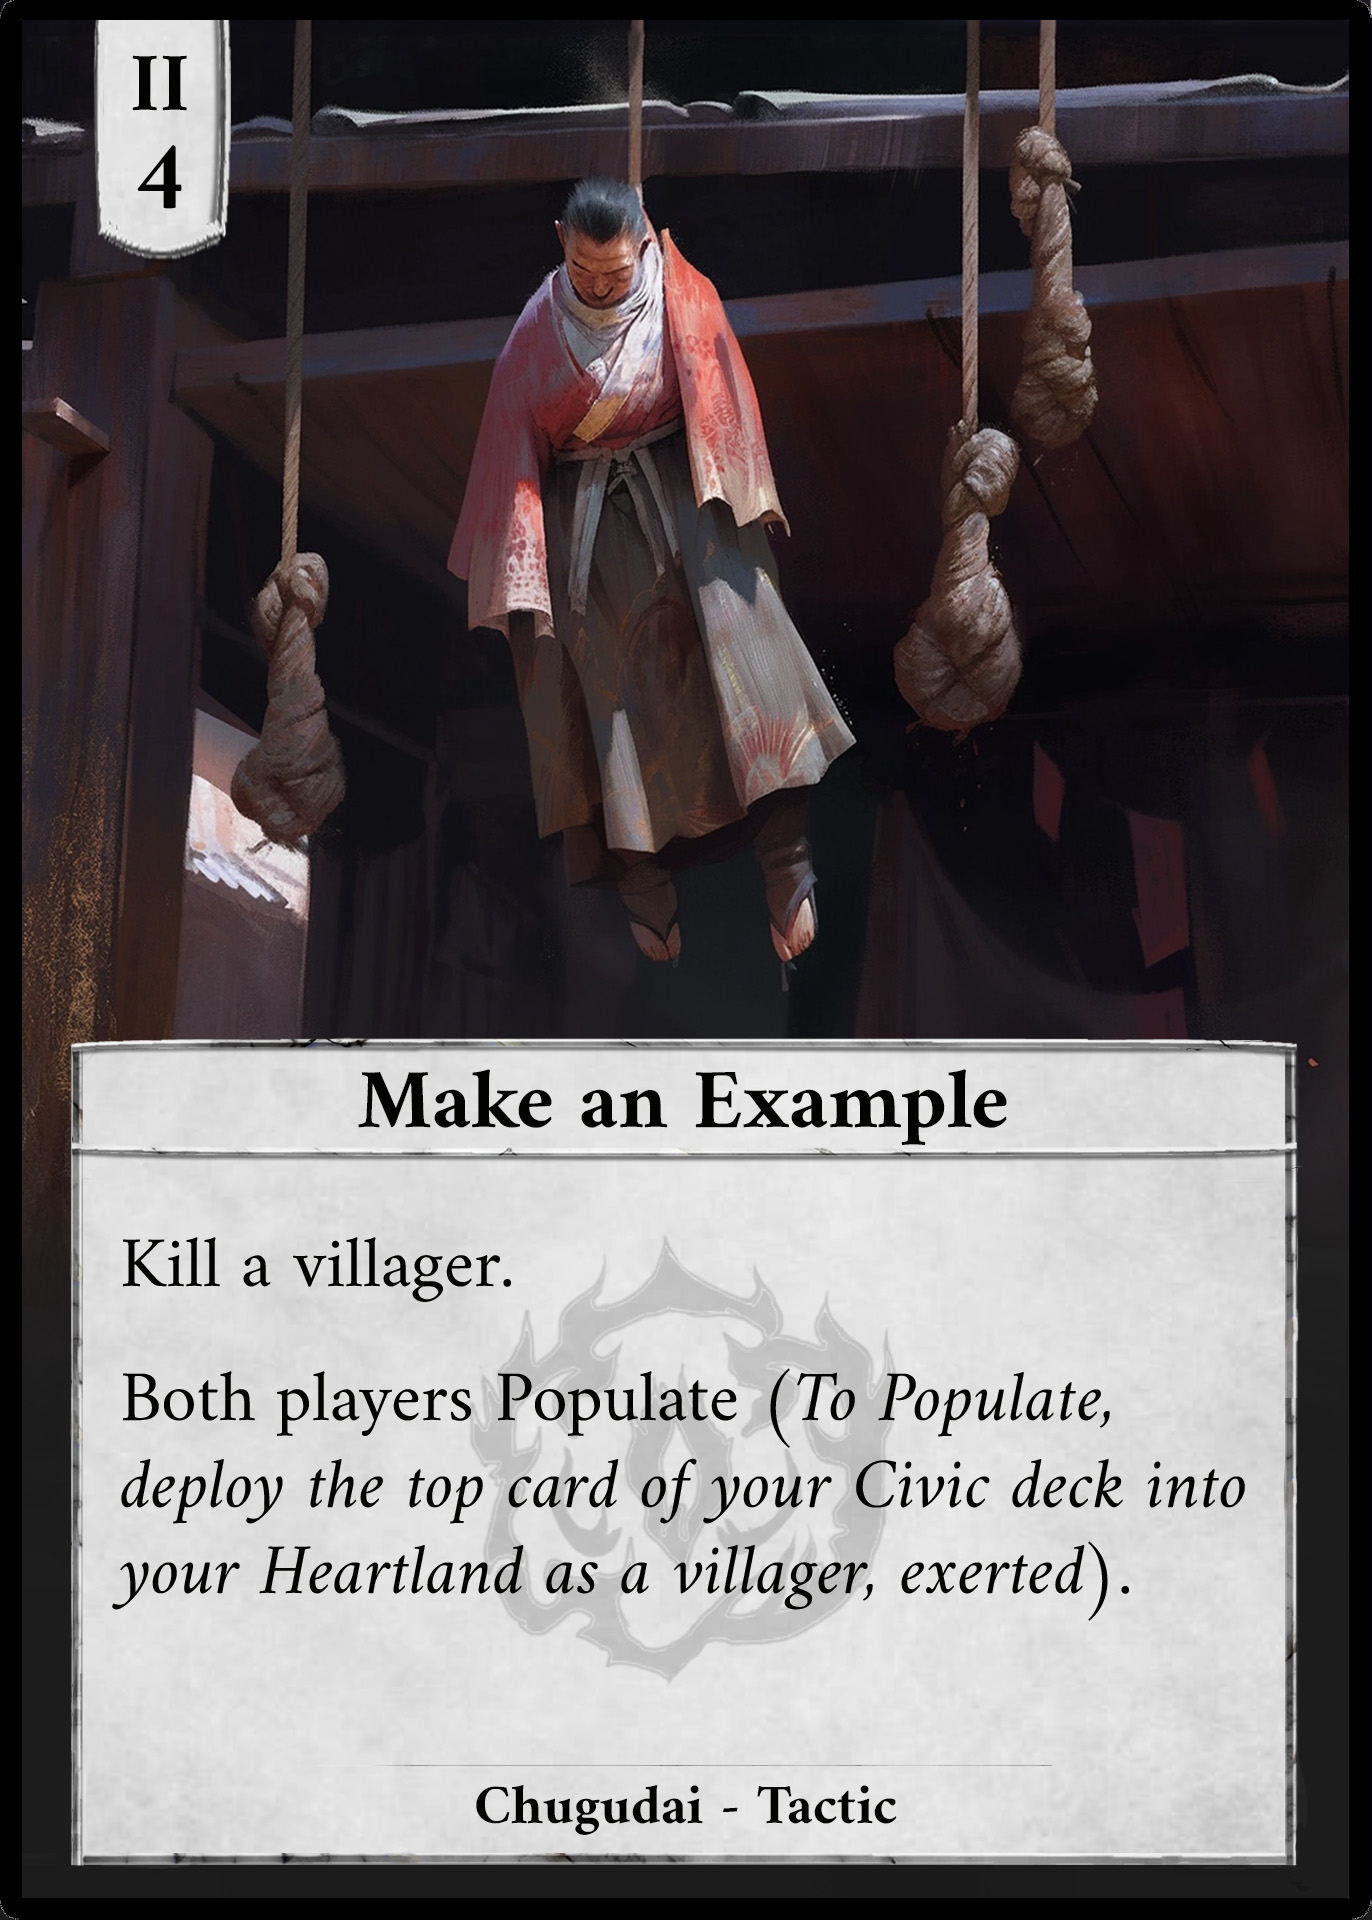 II
4
Make an Example
Kill a villager.
Both players Populate (To Populate,
deploy the top card of your Civic deck into
your Heartland as a villager, exerted).
Chugudai - Tactic